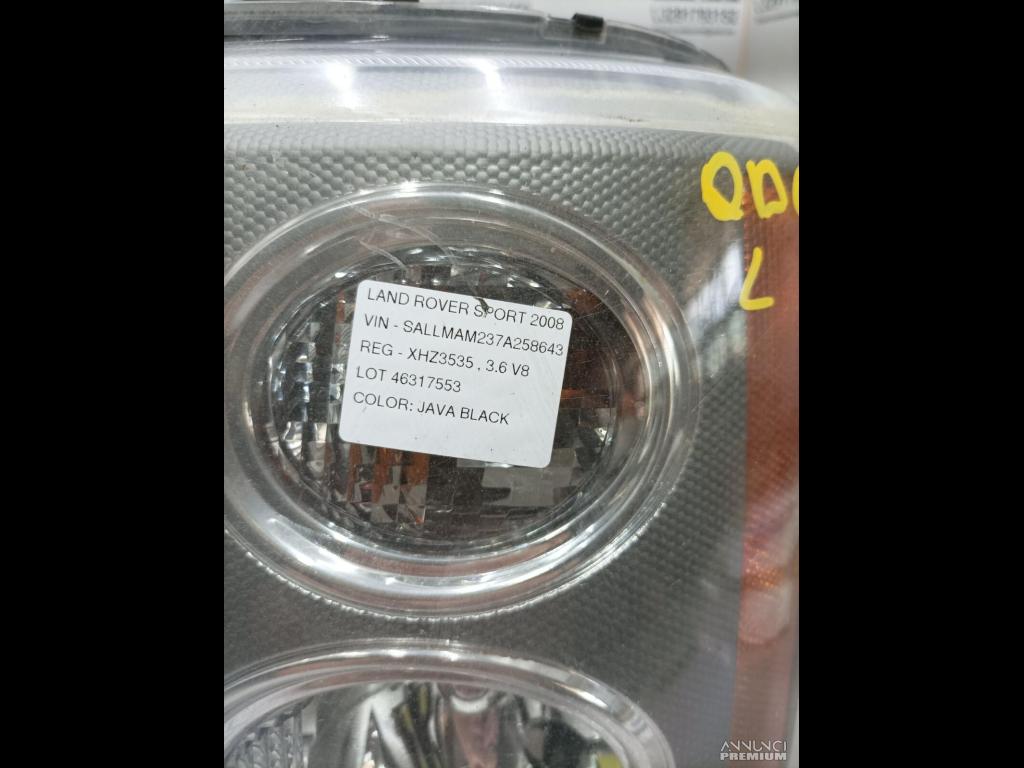 LAND ROVER SPORT 2008
VIN - SALLMAM237A258643
REG - XHZ3535 , 3.6 V8
LOT 46317553
COLOR: JAVA BLACK
L
ANNUNCI
PREMIUM